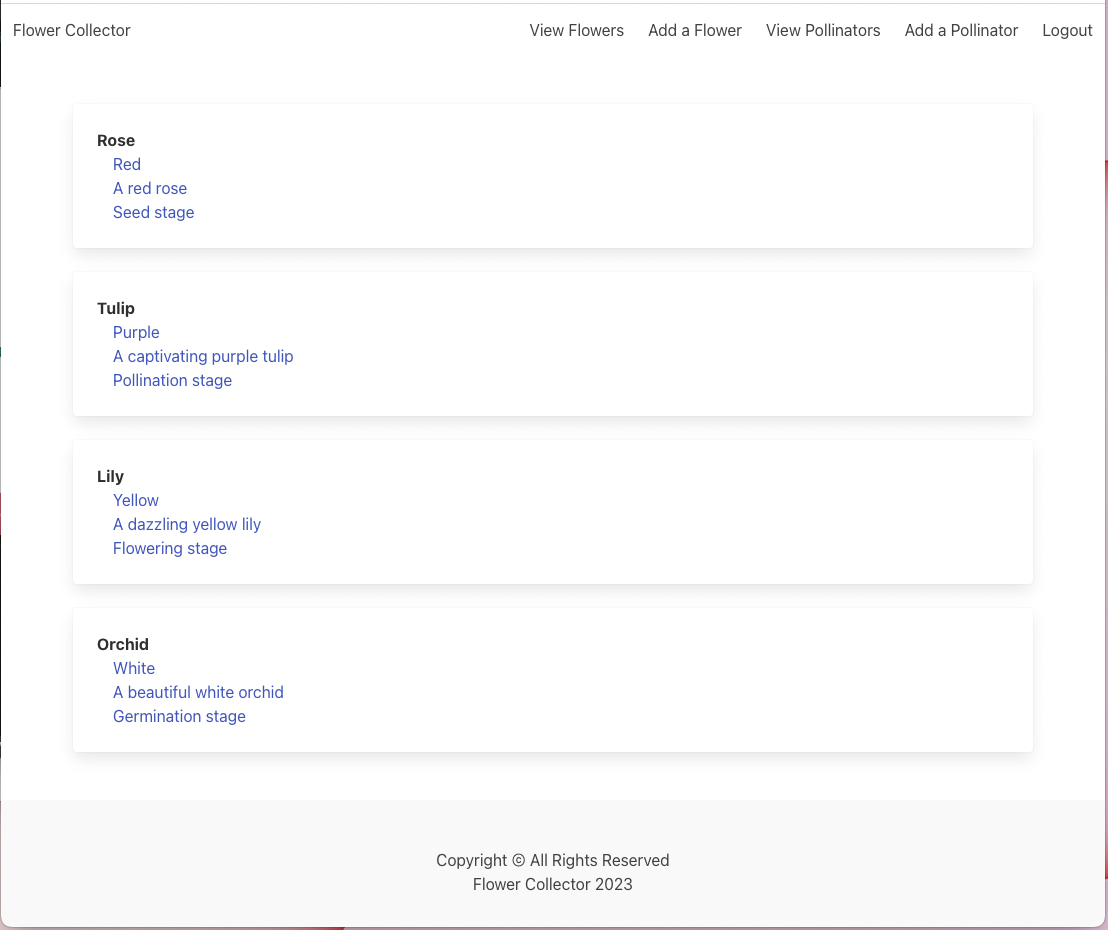 Flower Collector View Flowers Add a Flower View Pollinators Add a Pollinator Logout
Rose
Red
A red rose
Seed stage
Tulip
Purple
A captivating purple tulip
Pollination stage
Lily
Yellow
A dazzling yellow lily
Flowering stage
Orchid
White
A beautiful white orchid
Germination stage
Copyright © All Rights Reserved
Flower Collector 2023